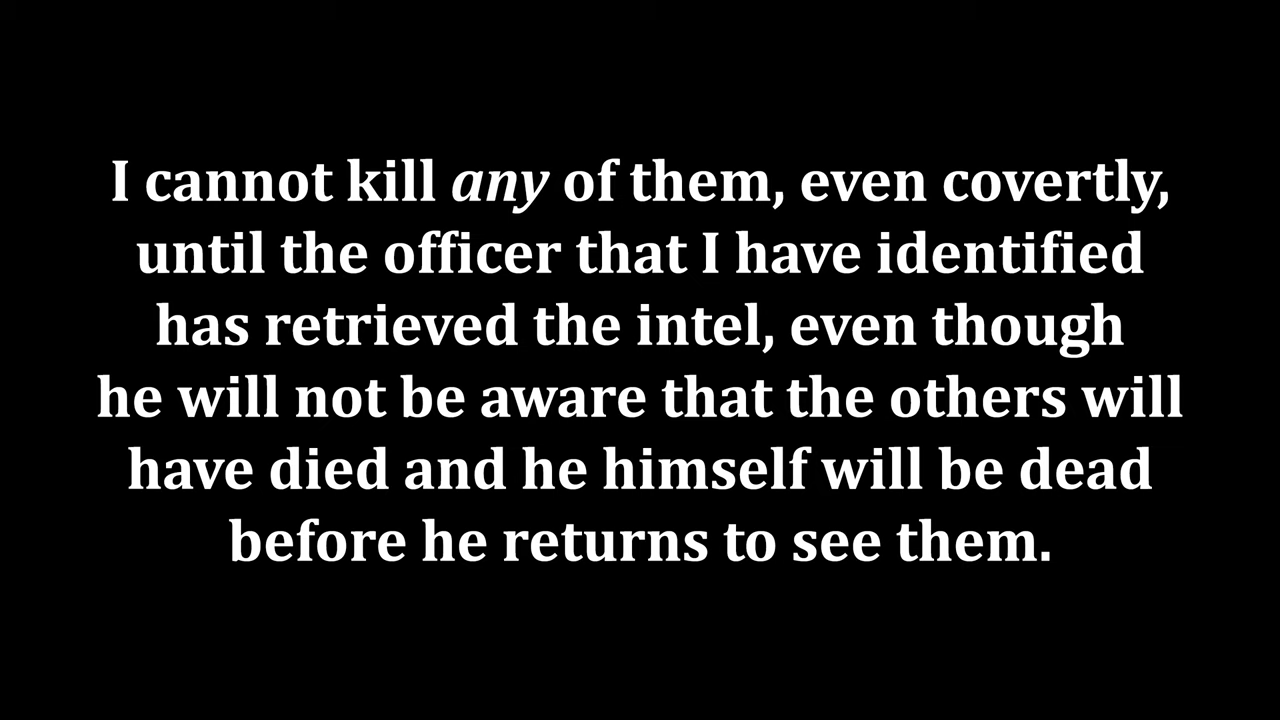 I cannot kill any of them, even covertly,
until the officer that I have identified
has retrieved the intel, even though
he will not be aware that the others will
have died and he himself will be dead
before he returns to see them.